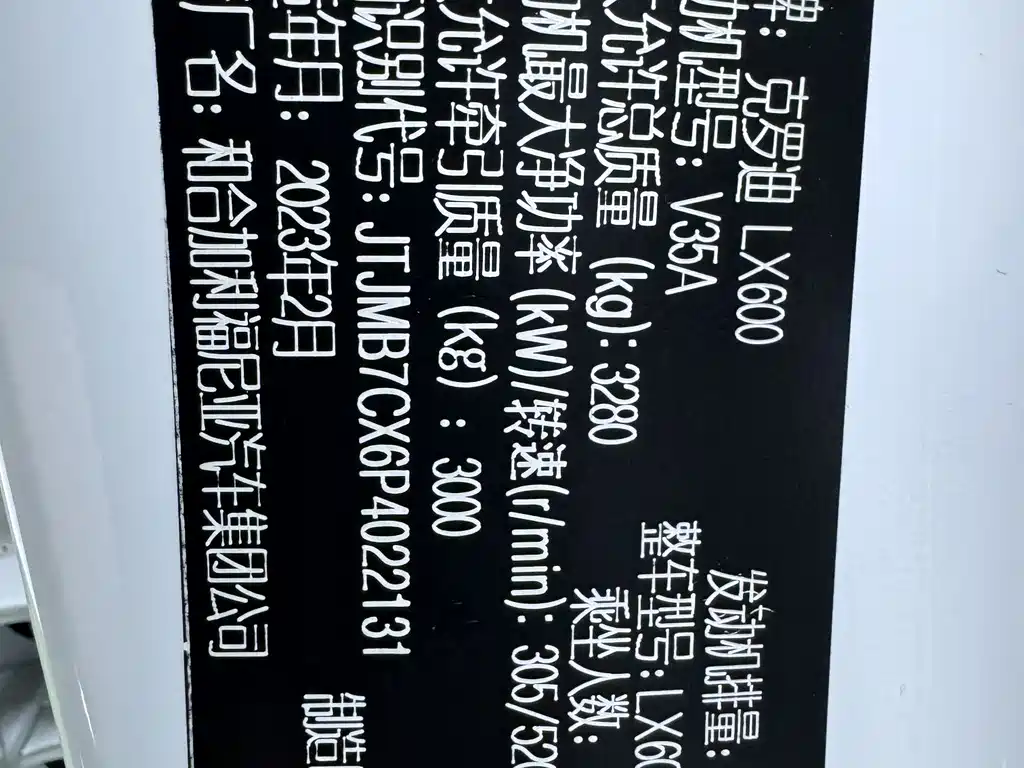 牌: 克罗迪 LX600 发动机排量:
动机型号: V35A 整车型号: LX60
允许总质量 (kg): 3280 乘坐人数:
机最大净功率 (kW)/转速(r/min): 305/520
允许牵引质量 (kg) : 3000
识别代号: JTJMB7CX6P4022131
年月: 2023年2月 制造
厂名: 和合加利福尼亚汽车集团公司